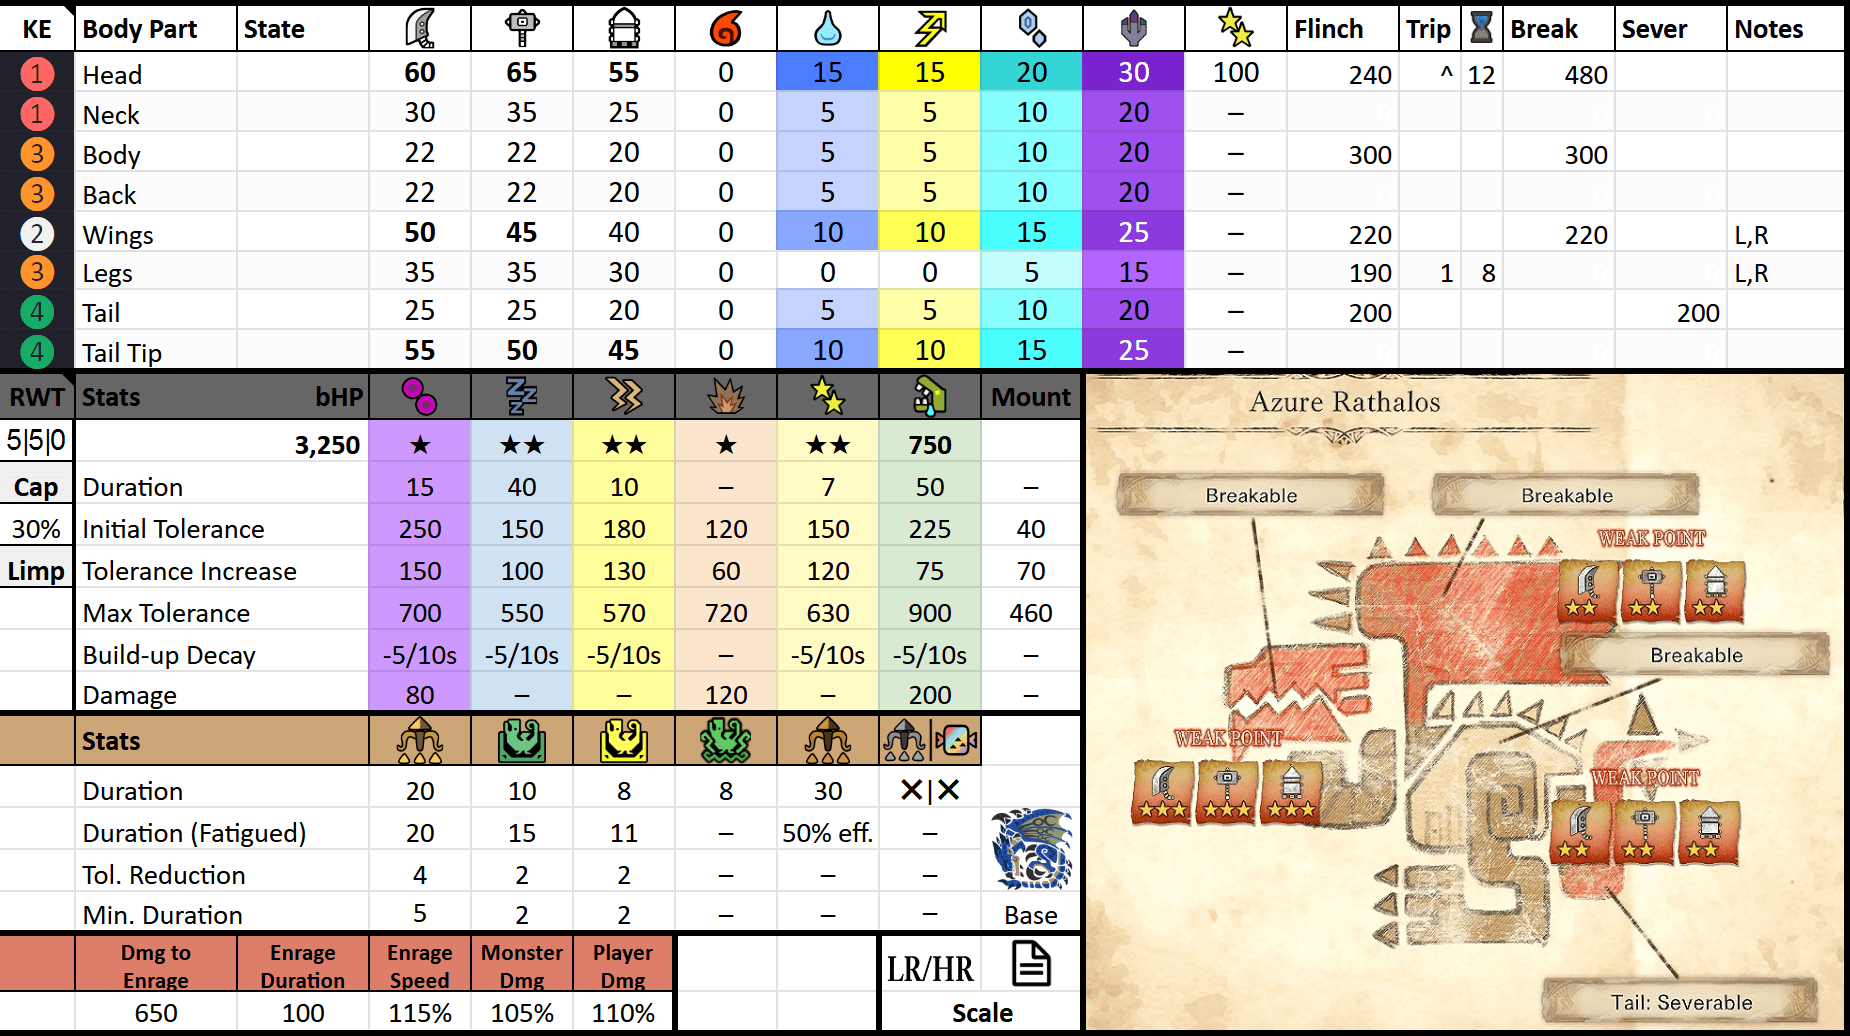 KE Body Part State Flinch Trip Break Sever Notes
1 Head 60 65 55 0 15 15 20 30 100 240 ^ 12 480
1 Neck 30 35 25 0 5 5 10 20 –
3 Body 22 22 20 0 5 5 10 20 – 300 300
3 Back 22 22 20 0 5 5 10 20 –
2 Wings 50 45 40 0 10 10 15 25 – 220 220 L,R
3 Legs 35 35 30 0 0 0 5 15 – 190 1 8 L,R
4 Tail 25 25 20 0 5 5 10 20 – 200 200
4 Tail Tip 55 50 45 0 10 10 15 25 –
RWT Stats bHP Mount
5|5|0 3,250 ★ ★★ ★★ ★ ★★ 750
Cap Duration 15 40 10 – 7 50 –
30% Initial Tolerance 250 150 180 120 150 225 40
Limp Tolerance Increase 150 100 130 60 120 75 70
Max Tolerance 700 550 570 720 630 900 460
Build-up Decay -5/10s -5/10s -5/10s – -5/10s -5/10s –
Damage 80 – – 120 – 200 –
Stats
Duration 20 10 8 8 30 ✕|✕
Duration (Fatigued) 20 15 11 – 50% eff. –
Tol. Reduction 4 2 2 – – –
Min. Duration 5 2 2 – – – Base
Dmg to Enrage Enrage Duration Enrage Speed Monster Dmg Player Dmg LR/HR
650 100 115% 105% 110% Scale
Azure Rathalos
Breakable
Breakable
WEAK POINT
Breakable
WEAK POINT
WEAK POINT
Tail: Severable